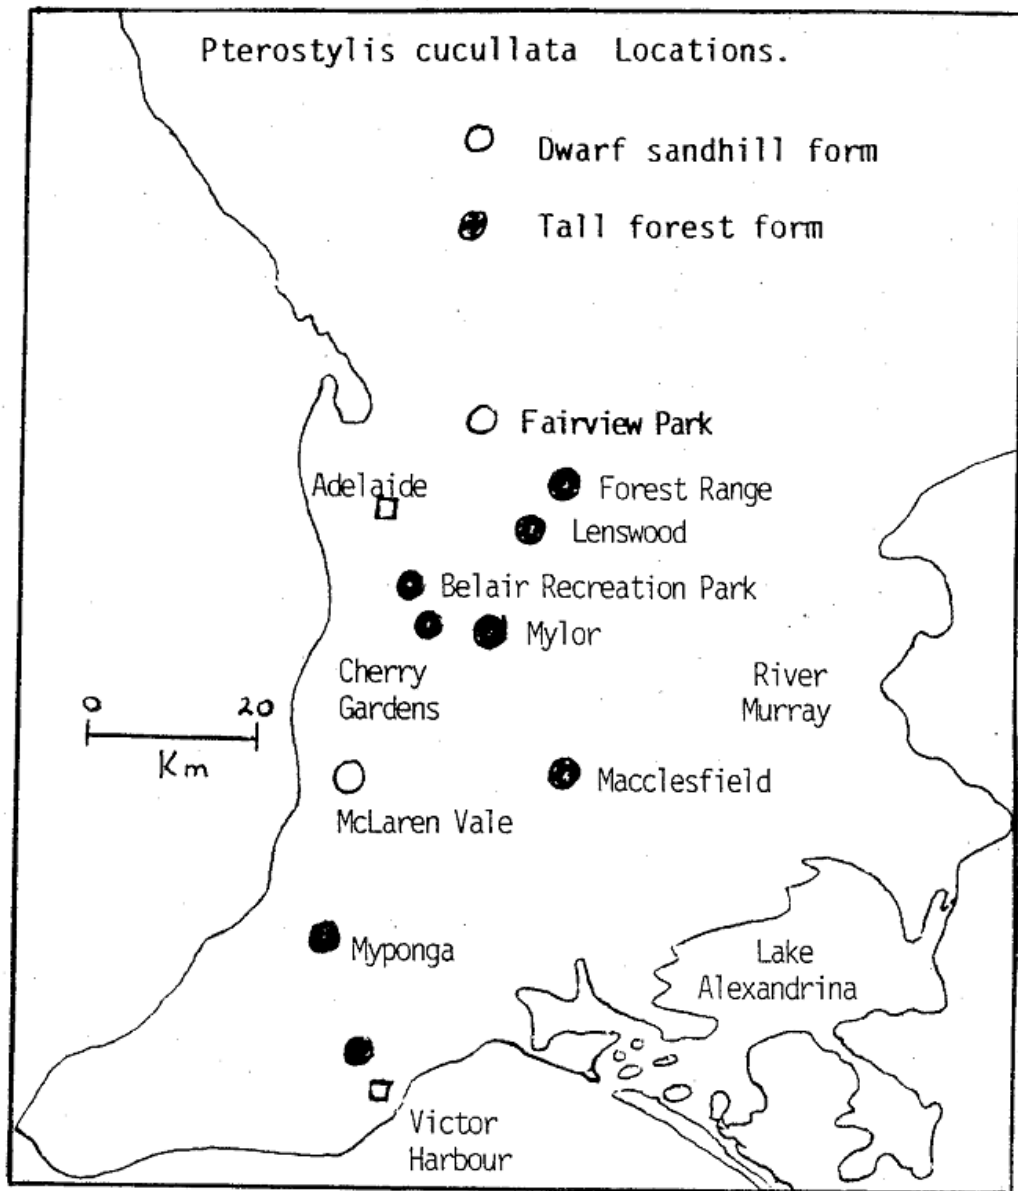 Pterostylis cucullata Locations.
Dwarf sandhill form
Tall forest form
Fairview Park
Adelaide
Forest Range
Lenswood
Belair Recreation Park
Mylor
Cherry
Gardens
River
Murray
0 20
Km
Macclesfield
McLaren Vale
Myponga
Lake
Alexandrina
Victor
Harbour